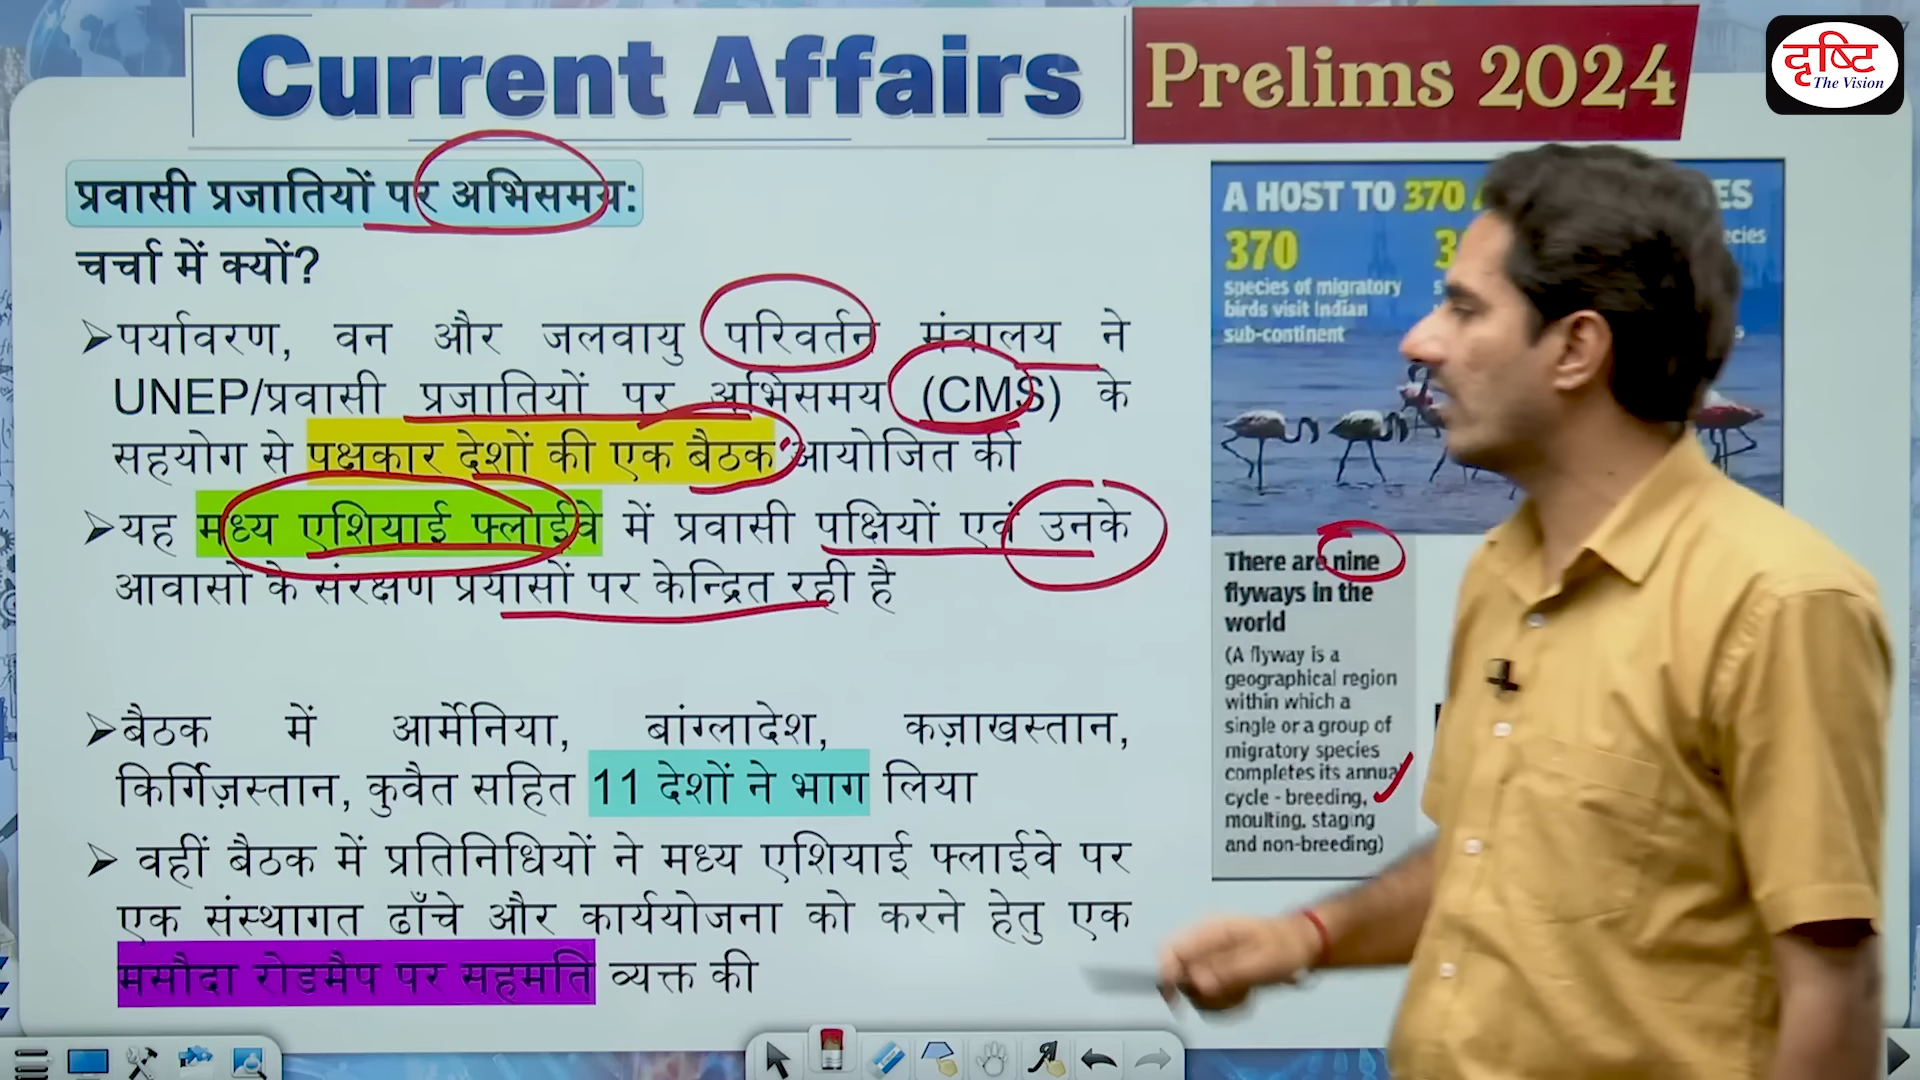 Current Affairs
Prelims 2024
दृष्टि
The Vision
प्रवासी प्रजातियों पर अभिसमय:
चर्चा में क्यों?
➢पर्यावरण, वन और जलवायु परिवर्तन मंत्रालय ने
UNEP/प्रवासी प्रजातियों पर अभिसमय (CMS) के
सहयोग से पक्षकार देशों की एक बैठक आयोजित की
➢यह मध्य एशियाई फ्लाईवे में प्रवासी पक्षियों एवं उनके
आवासों के संरक्षण प्रयासों पर केन्द्रित रही है
➢बैठक में आर्मेनिया, बांग्लादेश, कज़ाखस्तान,
किर्गिज़स्तान, कुवैत सहित 11 देशों ने भाग लिया
➢ वहीं बैठक में प्रतिनिधियों ने मध्य एशियाई फ्लाईवे पर
एक संस्थागत ढाँचे और कार्ययोजना को करने हेतु एक
मसौदा रोडमैप पर सहमति व्यक्त की
A HOST TO 370
370
species of migratory
birds visit Indian
sub-continent
There are nine
flyways in the
world
(A flyway is a
geographical region
within which a
single or a group of
migratory species
completes its annual
cycle - breeding,
moulting, staging
and non-breeding)